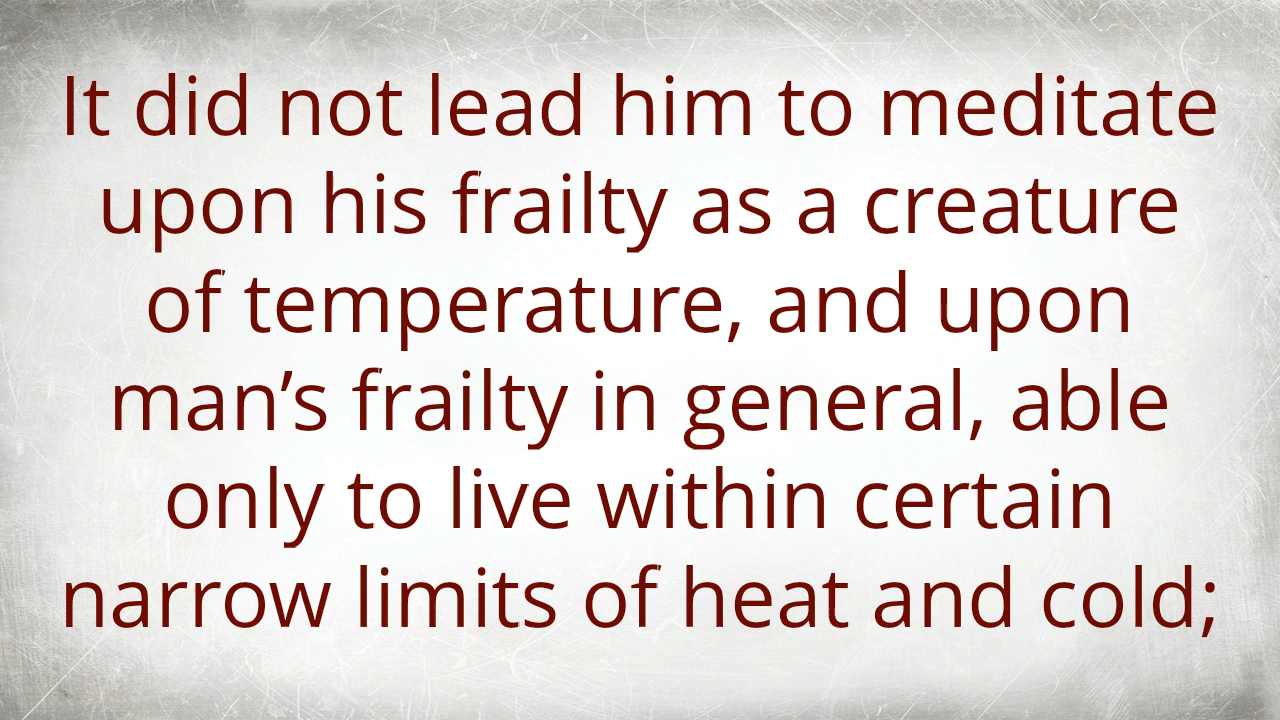 It did not lead him to meditate
upon his frailty as a creature
of temperature, and upon
man’s frailty in general, able
only to live within certain
narrow limits of heat and cold;